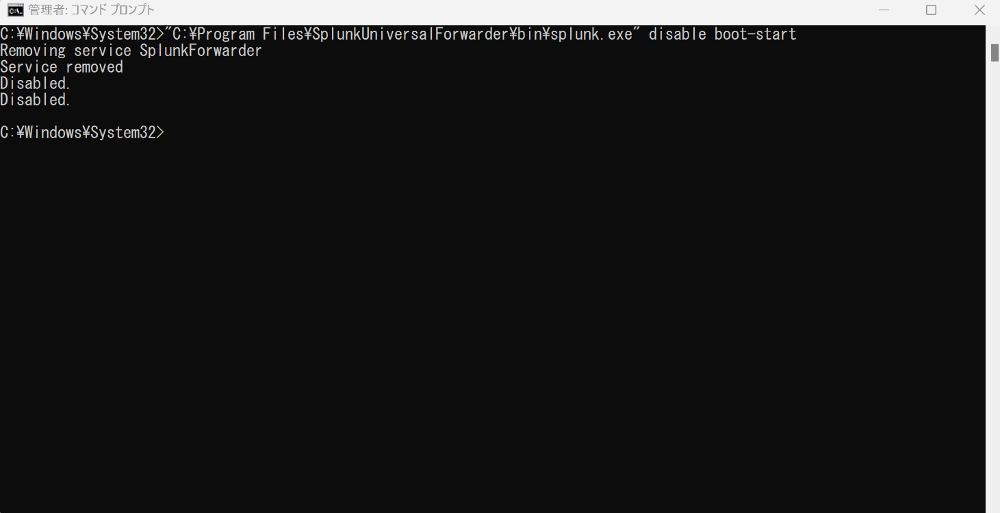 管理者: コマンド プロンプト
C:¥Windows¥System32>"C:¥Program Files¥SplunkUniversalForwarder¥bin¥splunk.exe" disable boot-start
Removing service SplunkForwarder
Service removed
Disabled.
Disabled.
C:¥Windows¥System32>